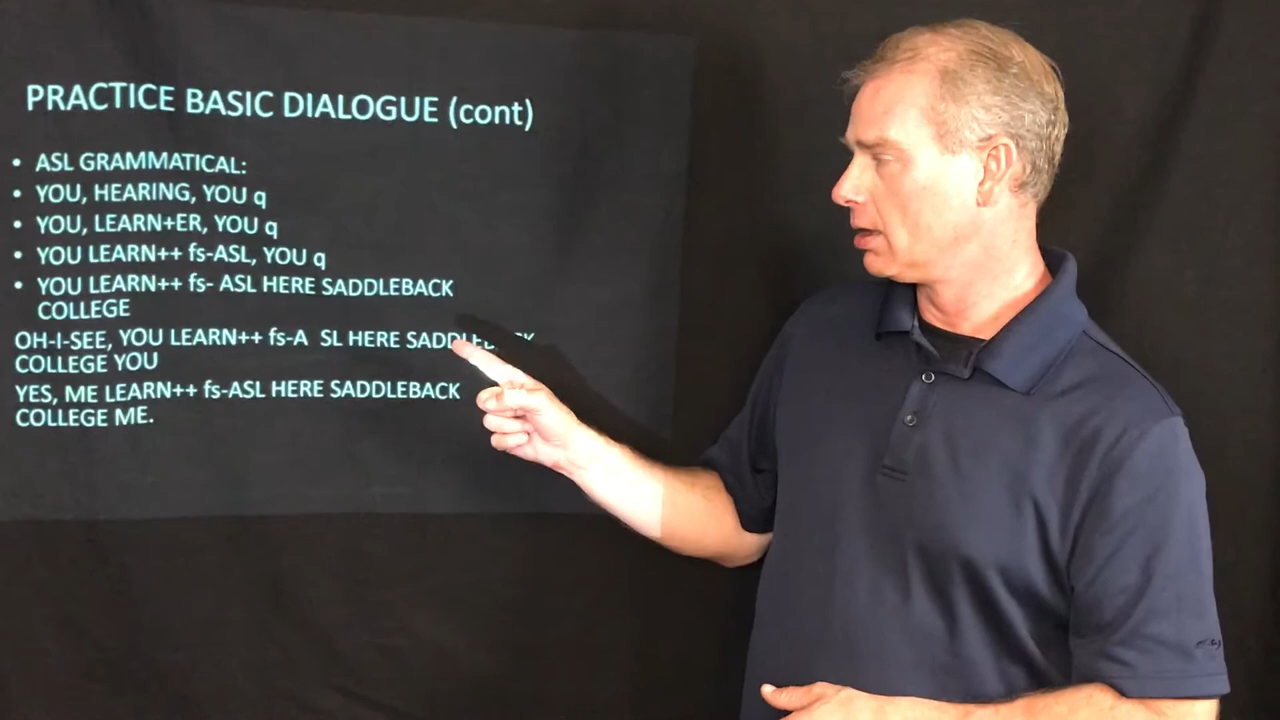 PRACTICE BASIC DIALOGUE (cont)
• ASL GRAMMATICAL:
• YOU, HEARING, YOU q
• YOU, LEARN+ER, YOU q
• YOU LEARN++ fs-ASL, YOU q
• YOU LEARN++ fs- ASL HERE SADDLEBACK
COLLEGE
OH-I-SEE, YOU LEARN++ fs-A SL HERE SADDLEBACK
COLLEGE YOU
YES, ME LEARN++ fs-ASL HERE SADDLEBACK
COLLEGE ME.